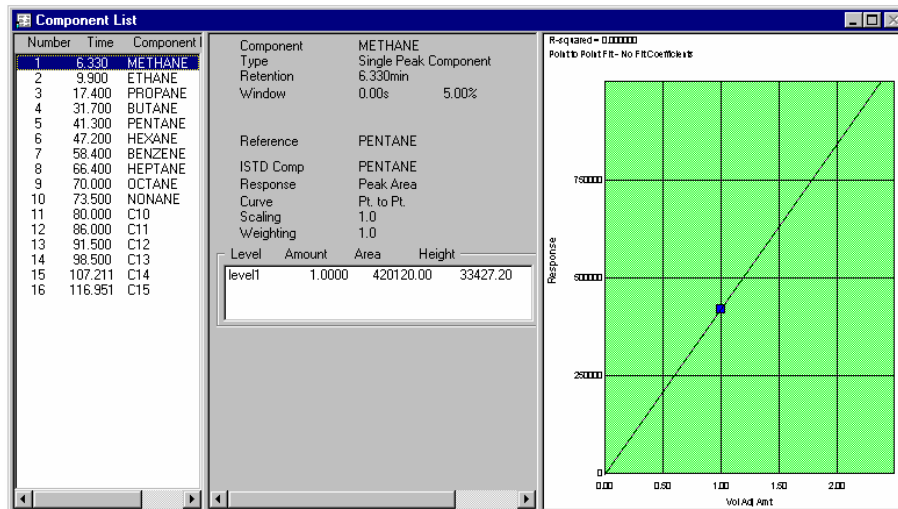 Component List
Number Time Component I
1 6.330 METHANE
2 9.900 ETHANE
3 17.400 PROPANE
4 31.700 BUTANE
5 41.300 PENTANE
6 47.200 HEXANE
7 58.400 BENZENE
8 66.400 HEPTANE
9 70.000 OCTANE
10 73.500 NONANE
11 80.000 C10
12 86.000 C11
13 91.500 C12
14 98.500 C13
15 107.211 C14
16 116.951 C15
Component METHANE
Type Single Peak Component
Retention 6.330min
Window 0.00s 5.00%
Reference PENTANE
ISTD Comp PENTANE
Response Peak Area
Curve Pt. to Pt.
Scaling 1.0
Weighting 1.0
Level Amount Area Height
level1 1.0000 420120.00 33427.20
R-squared = 0.000000
Point to Point Fit - No Fit Coefficients
Response
750000
500000
250000
0
0.00 0.50 1.00 1.50 2.00
Vol Adj Amt